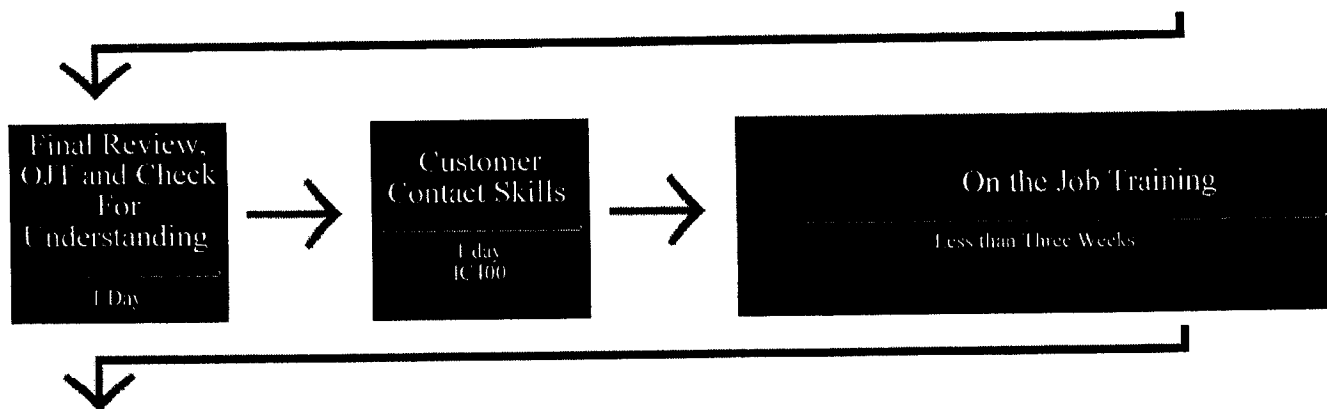 Final Review,
OJT and Check
For
Understanding
1 Day
Customer
Contact Skills
1 day
IC400
On the Job Training
Less than Three Weeks